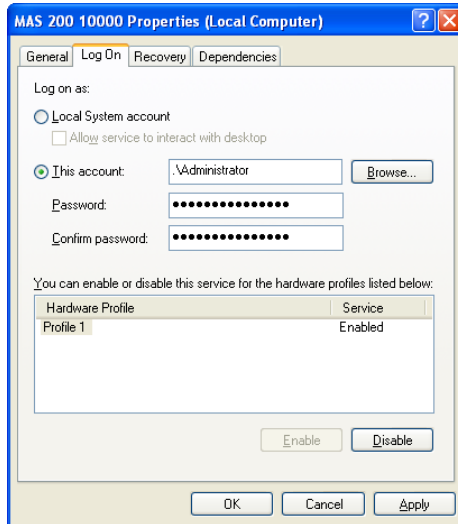 MAS 200 10000 Properties (Local Computer)
General Log On Recovery Dependencies
Log on as:
Local System account
Allow service to interact with desktop
This account: .\Administrator Browse...
Password: •••••••••••••••
Confirm password: •••••••••••••••
You can enable or disable this service for the hardware profiles listed below:
Hardware Profile Service
Profile 1 Enabled
Enable Disable
OK Cancel Apply